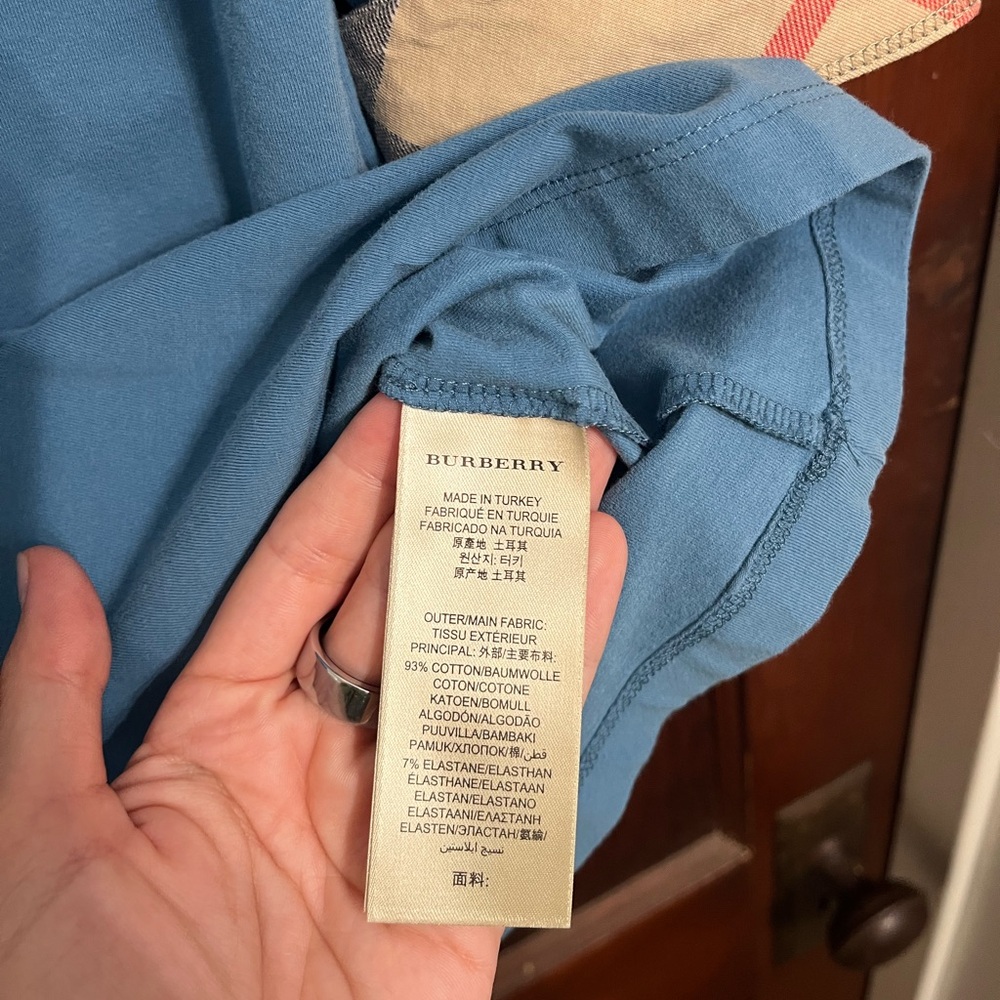 BURBERRY
MADE IN TURKEY
FABRIQUÉ EN TURQUIE
FABRICADO NA TURQUIA
原產地 土耳其
원산지: 터키
原产地 土耳其
OUTER/MAIN FABRIC:
TISSU EXTÉRIEUR
PRINCIPAL: 外部/主要布料:
93% COTTON/BAUMWOLLE
COTON/COTONE
KATOEN/BOMULL
ALGODÓN/ALGODÃO
PUUVILLA/BAMBAKI
PAMUK/ХЛОПОК/棉/قطن
7% ELASTANE/ELASTHAN
ÉLASTHANE/ELASTAAN
ELASTAN/ELASTANO
ELASTAANI/ΕΛΑΣΤΑΝΗ
ELASTEN/ЭЛАСТАН/氨綸/
نسيج ايلاستين
面料: